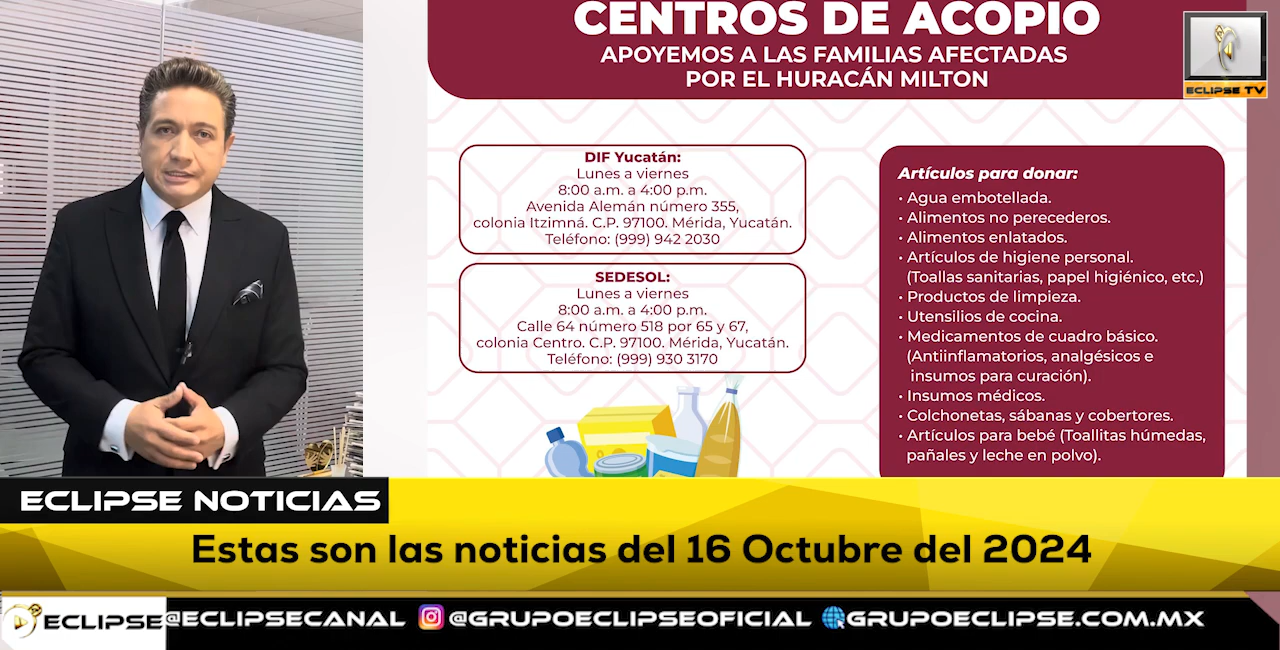 CENTROS DE ACOPIO
APOYEMOS A LAS FAMILIAS AFECTADAS
POR EL HURACÁN MILTON
ECLIPSE TV
DIF Yucatán:
Lunes a viernes
8:00 a.m. a 4:00 p.m.
Avenida Alemán número 355,
colonia Itzimná. C.P. 97100. Mérida, Yucatán.
Teléfono: (999) 942 2030
SEDESOL:
Lunes a viernes
8:00 a.m. a 4:00 p.m.
Calle 64 número 518 por 65 y 67,
colonia Centro. C.P. 97100. Mérida, Yucatán.
Teléfono: (999) 930 3170
Artículos para donar:
• Agua embotellada.
• Alimentos no perecederos.
• Alimentos enlatados.
• Artículos de higiene personal.
(Toallas sanitarias, papel higiénico, etc.)
• Productos de limpieza.
• Utensilios de cocina.
• Medicamentos de cuadro básico.
(Antiinflamatorios, analgésicos e
insumos para curación).
• Insumos médicos.
• Colchonetas, sábanas y cobertores.
• Artículos para bebé (Toallitas húmedas,
pañales y leche en polvo).
ECLIPSE NOTICIAS
Estas son las noticias del 16 Octubre del 2024
ECLIPSE @ECLIPSECANAL @GRUPOECLIPSEOFICIAL GRUPOECLIPSE.COM.MX